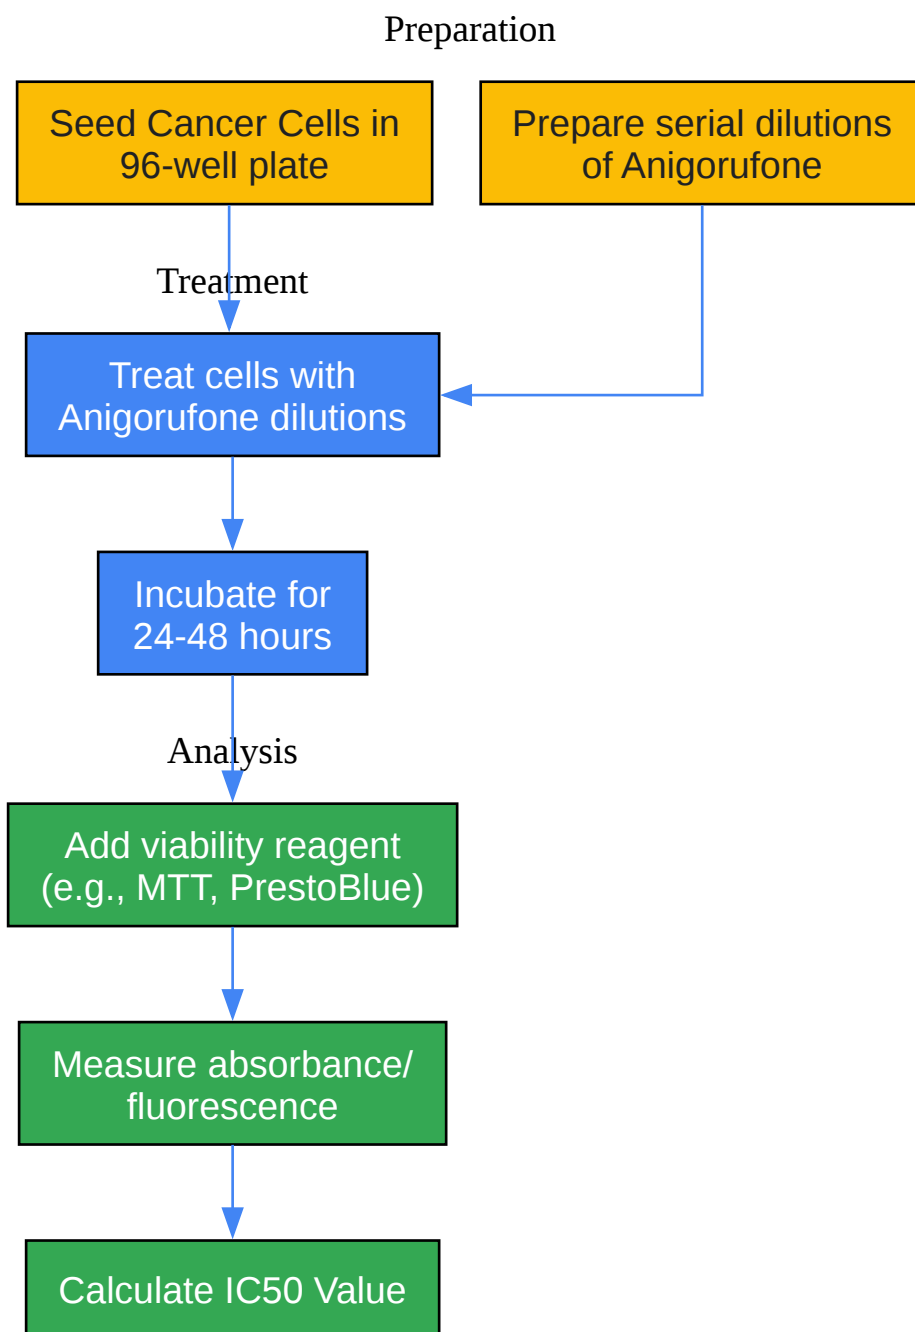 Preparation
Seed Cancer Cells in
96-well plate
Prepare serial dilutions
of Anigorufone
Treatment
Treat cells with
Anigorufone dilutions
Incubate for
24-48 hours
Analysis
Add viability reagent
(e.g., MTT, PrestoBlue)
Measure absorbance/
fluorescence
Calculate IC50 Value